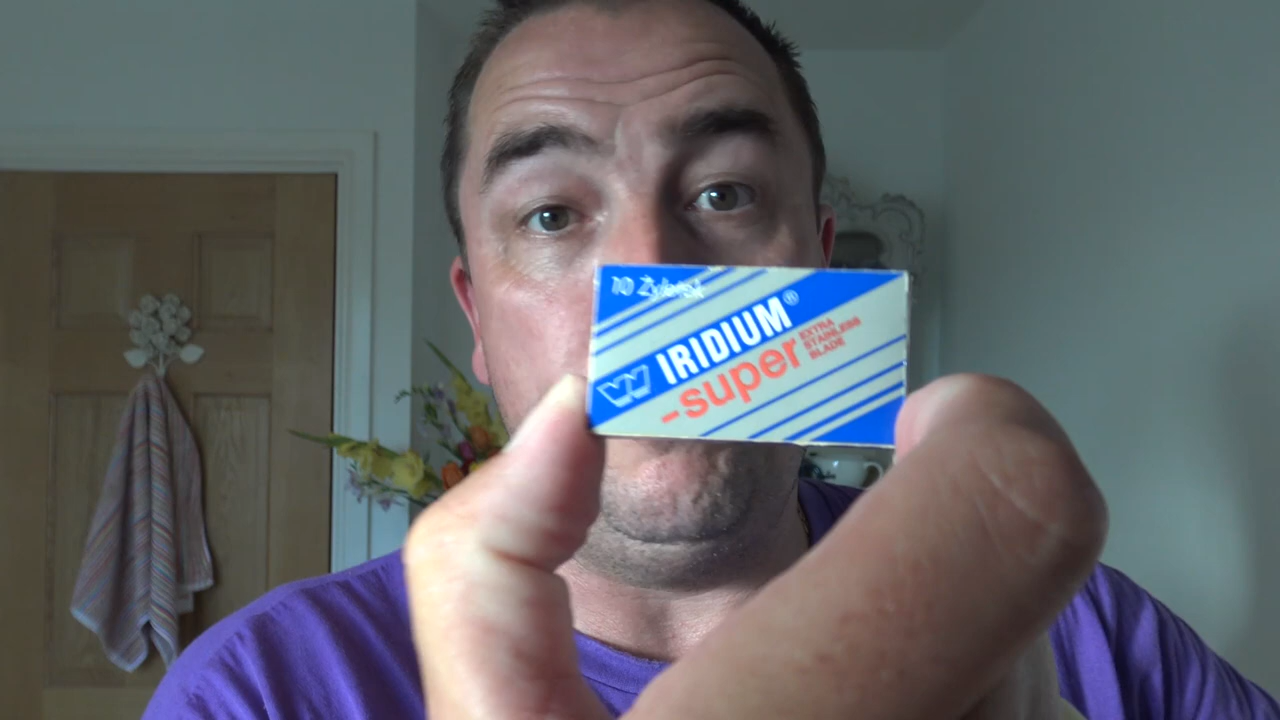 10 Żyletek
IRIDIUM®
-super
EXTRA
STAINLESS
BLADE